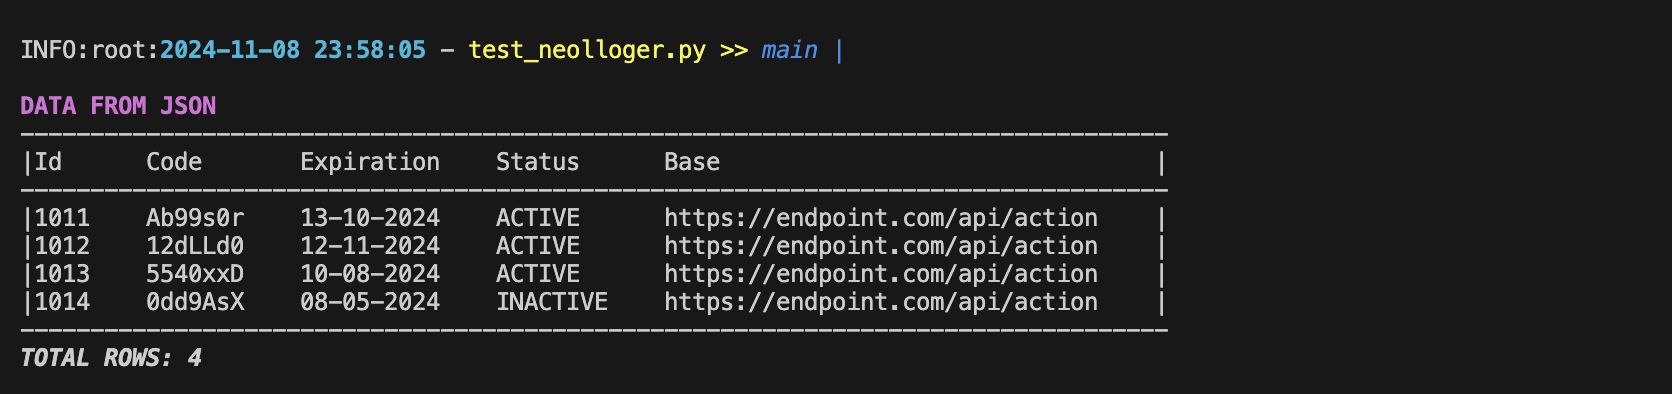 INFO:root:2024-11-08 23:58:05 - test_neolloger.py >> main |
DATA FROM JSON
----------------------------------------------------------------------------------
|Id      Code       Expiration    Status      Base                               |
----------------------------------------------------------------------------------
|1011    Ab99s0r    13-10-2024    ACTIVE      https://endpoint.com/api/action    |
|1012    12dLLd0    12-11-2024    ACTIVE      https://endpoint.com/api/action    |
|1013    5540xxD    10-08-2024    ACTIVE      https://endpoint.com/api/action    |
|1014    0dd9AsX    08-05-2024    INACTIVE    https://endpoint.com/api/action    |
----------------------------------------------------------------------------------
TOTAL ROWS: 4